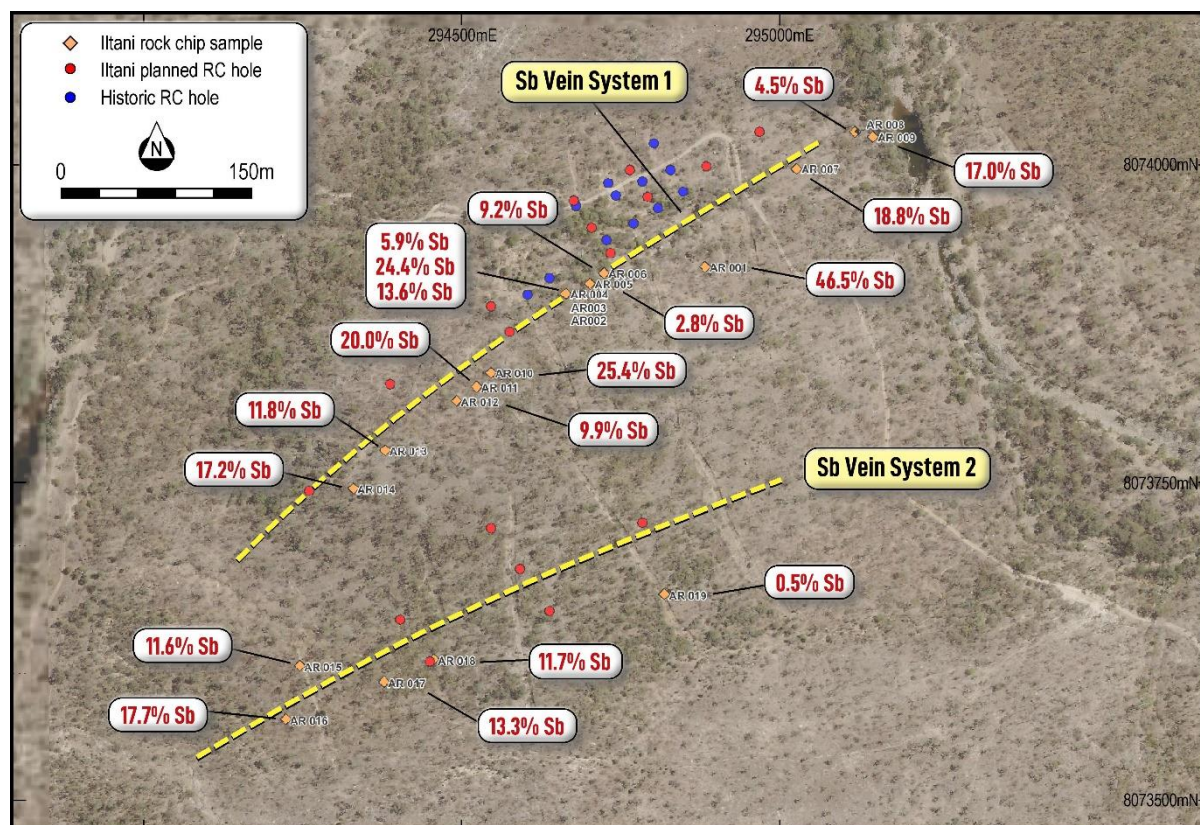 Iltani rock chip sample
Iltani planned RC hole
Historic RC hole
N
0
150m
294500mE
295000mE
Sb Vein System 1
4.5% Sb
AR 008
AR 009
17.0% Sb
8074000mN
AR 007
18.8% Sb
9.2% Sb
5.9% Sb
24.4% Sb
13.6% Sb
AR 006
AR 005
AR 004
AR003
AR002
AR 001
46.5% Sb
2.8% Sb
20.0% Sb
AR 010
AR 011
AR 012
25.4% Sb
9.9% Sb
11.8% Sb
AR 013
17.2% Sb
AR 014
Sb Vein System 2
8073750mN
AR 019
0.5% Sb
11.6% Sb
AR 015
AR 018
11.7% Sb
AR 017
17.7% Sb
AR 016
13.3% Sb
8073500mN